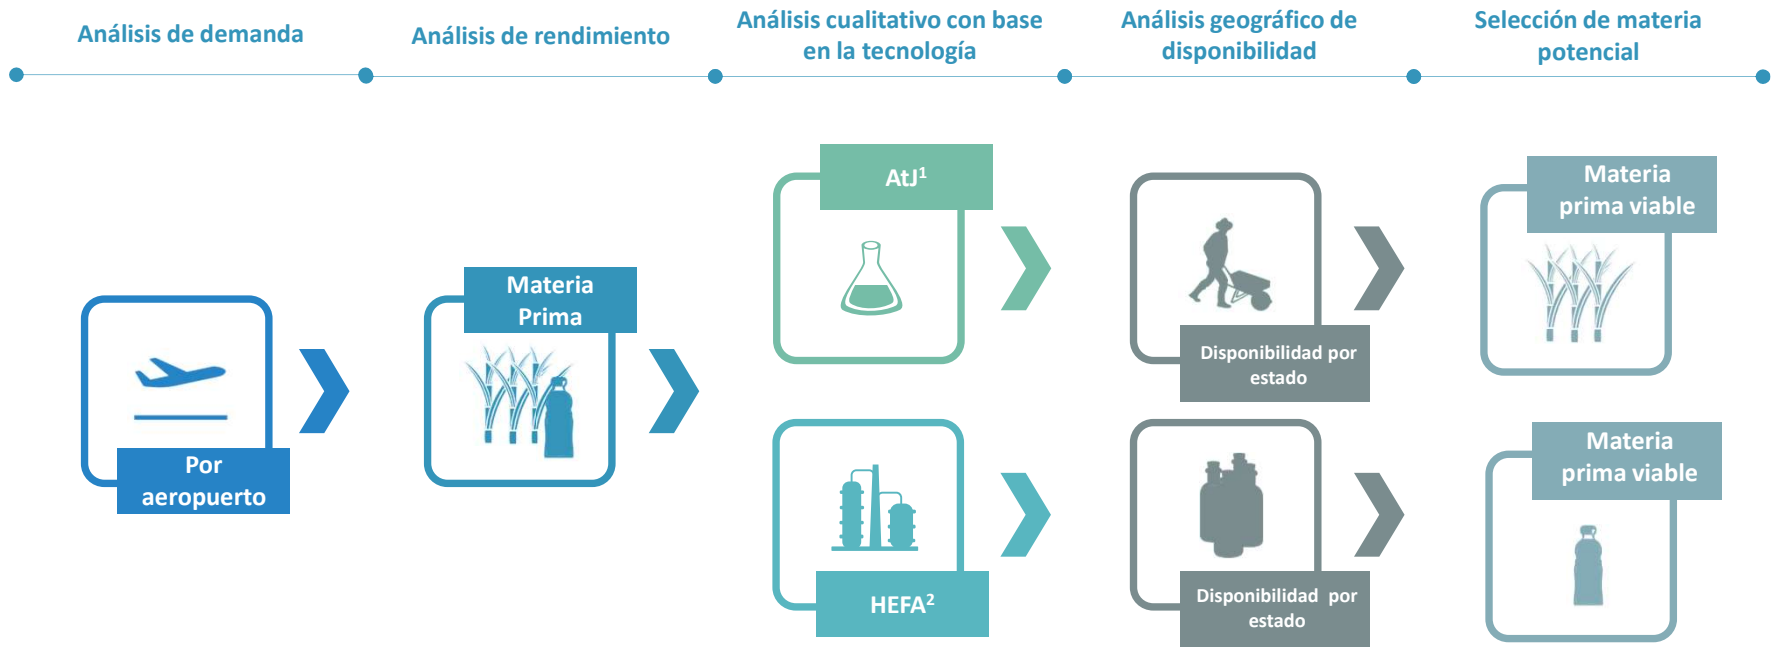 Análisis de demanda
Análisis de rendimiento
Análisis cualitativo con base
en la tecnología
Análisis geográfico de
disponibilidad
Selección de materia
potencial
Por
aeropuerto
Materia
Prima
AtJ¹
Disponibilidad por
estado
Materia
prima viable
HEFA²
Disponibilidad por
estado
Materia
prima viable